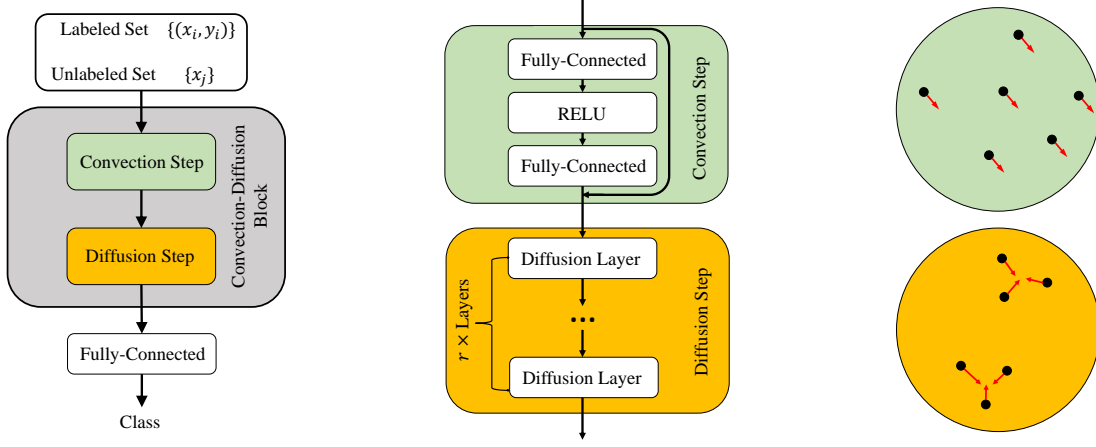 Labeled Set {(x_i, y_i)}
Unlabeled Set {x_j}
Convection Step
Diffusion Step
Convection-Diffusion
Block
Fully-Connected
Class
Fully-Connected
RELU
Fully-Connected
Convection Step
Diffusion Layer
...
Diffusion Layer
r × Layers
Diffusion Step